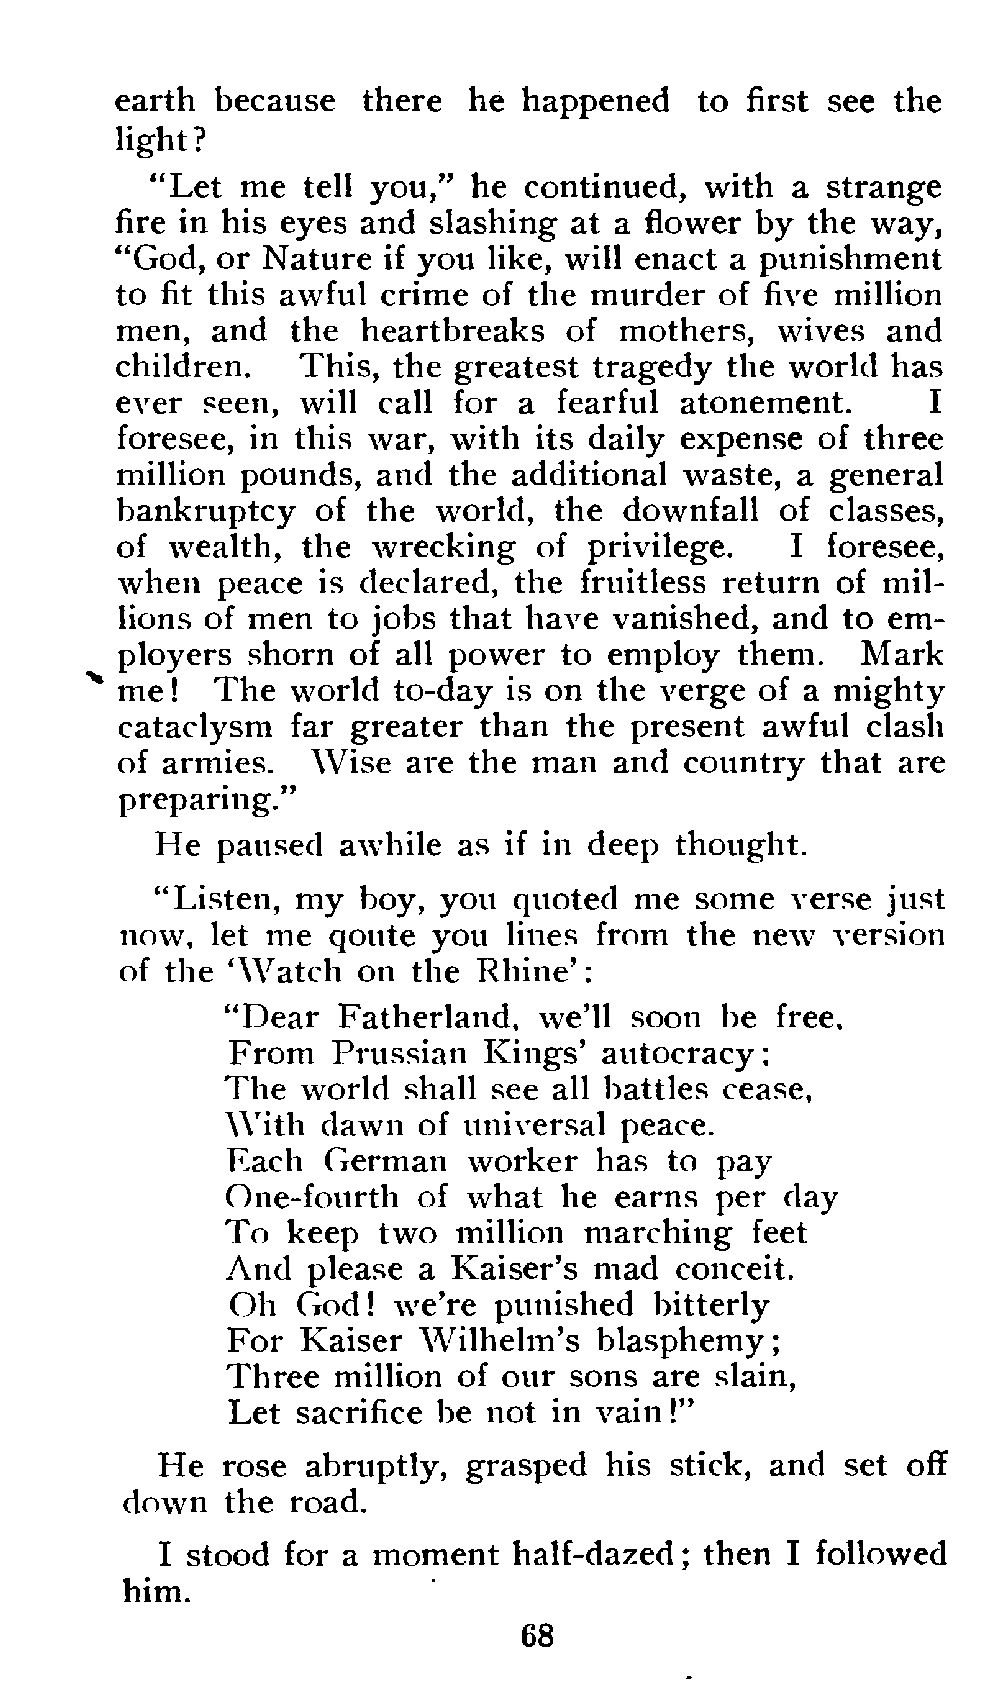 earth because there he happened to first see the
light?
"Let me tell you," he continued, with a strange
fire in his eyes and slashing at a flower by the way,
"God, or Nature if you like, will enact a punishment
to fit this awful crime of the murder of five million
men, and the heartbreaks of mothers, wives and
children. This, the greatest tragedy the world has
ever seen, will call for a fearful atonement. I
foresee, in this war, with its daily expense of three
million pounds, and the additional waste, a general
bankruptcy of the world, the downfall of classes,
of wealth, the wrecking of privilege. I foresee,
when peace is declared, the fruitless return of mil-
lions of men to jobs that have vanished, and to em-
ployers shorn of all power to employ them. Mark
me! The world to-day is on the verge of a mighty
cataclysm far greater than the present awful clash
of armies. Wise are the man and country that are
preparing."
He paused awhile as if in deep thought.
"Listen, my boy, you quoted me some verse just
now, let me qoute you lines from the new version
of the 'Watch on the Rhine':
"Dear Fatherland, we'll soon be free,
From Prussian Kings' autocracy;
The world shall see all battles cease,
With dawn of universal peace.
Each German worker has to pay
One-fourth of what he earns per day
To keep two million marching feet
And please a Kaiser's mad conceit.
Oh God! we're punished bitterly
For Kaiser Wilhelm's blasphemy;
Three million of our sons are slain,
Let sacrifice be not in vain!"
He rose abruptly, grasped his stick, and set off
down the road.
I stood for a moment half-dazed; then I followed
him.
68